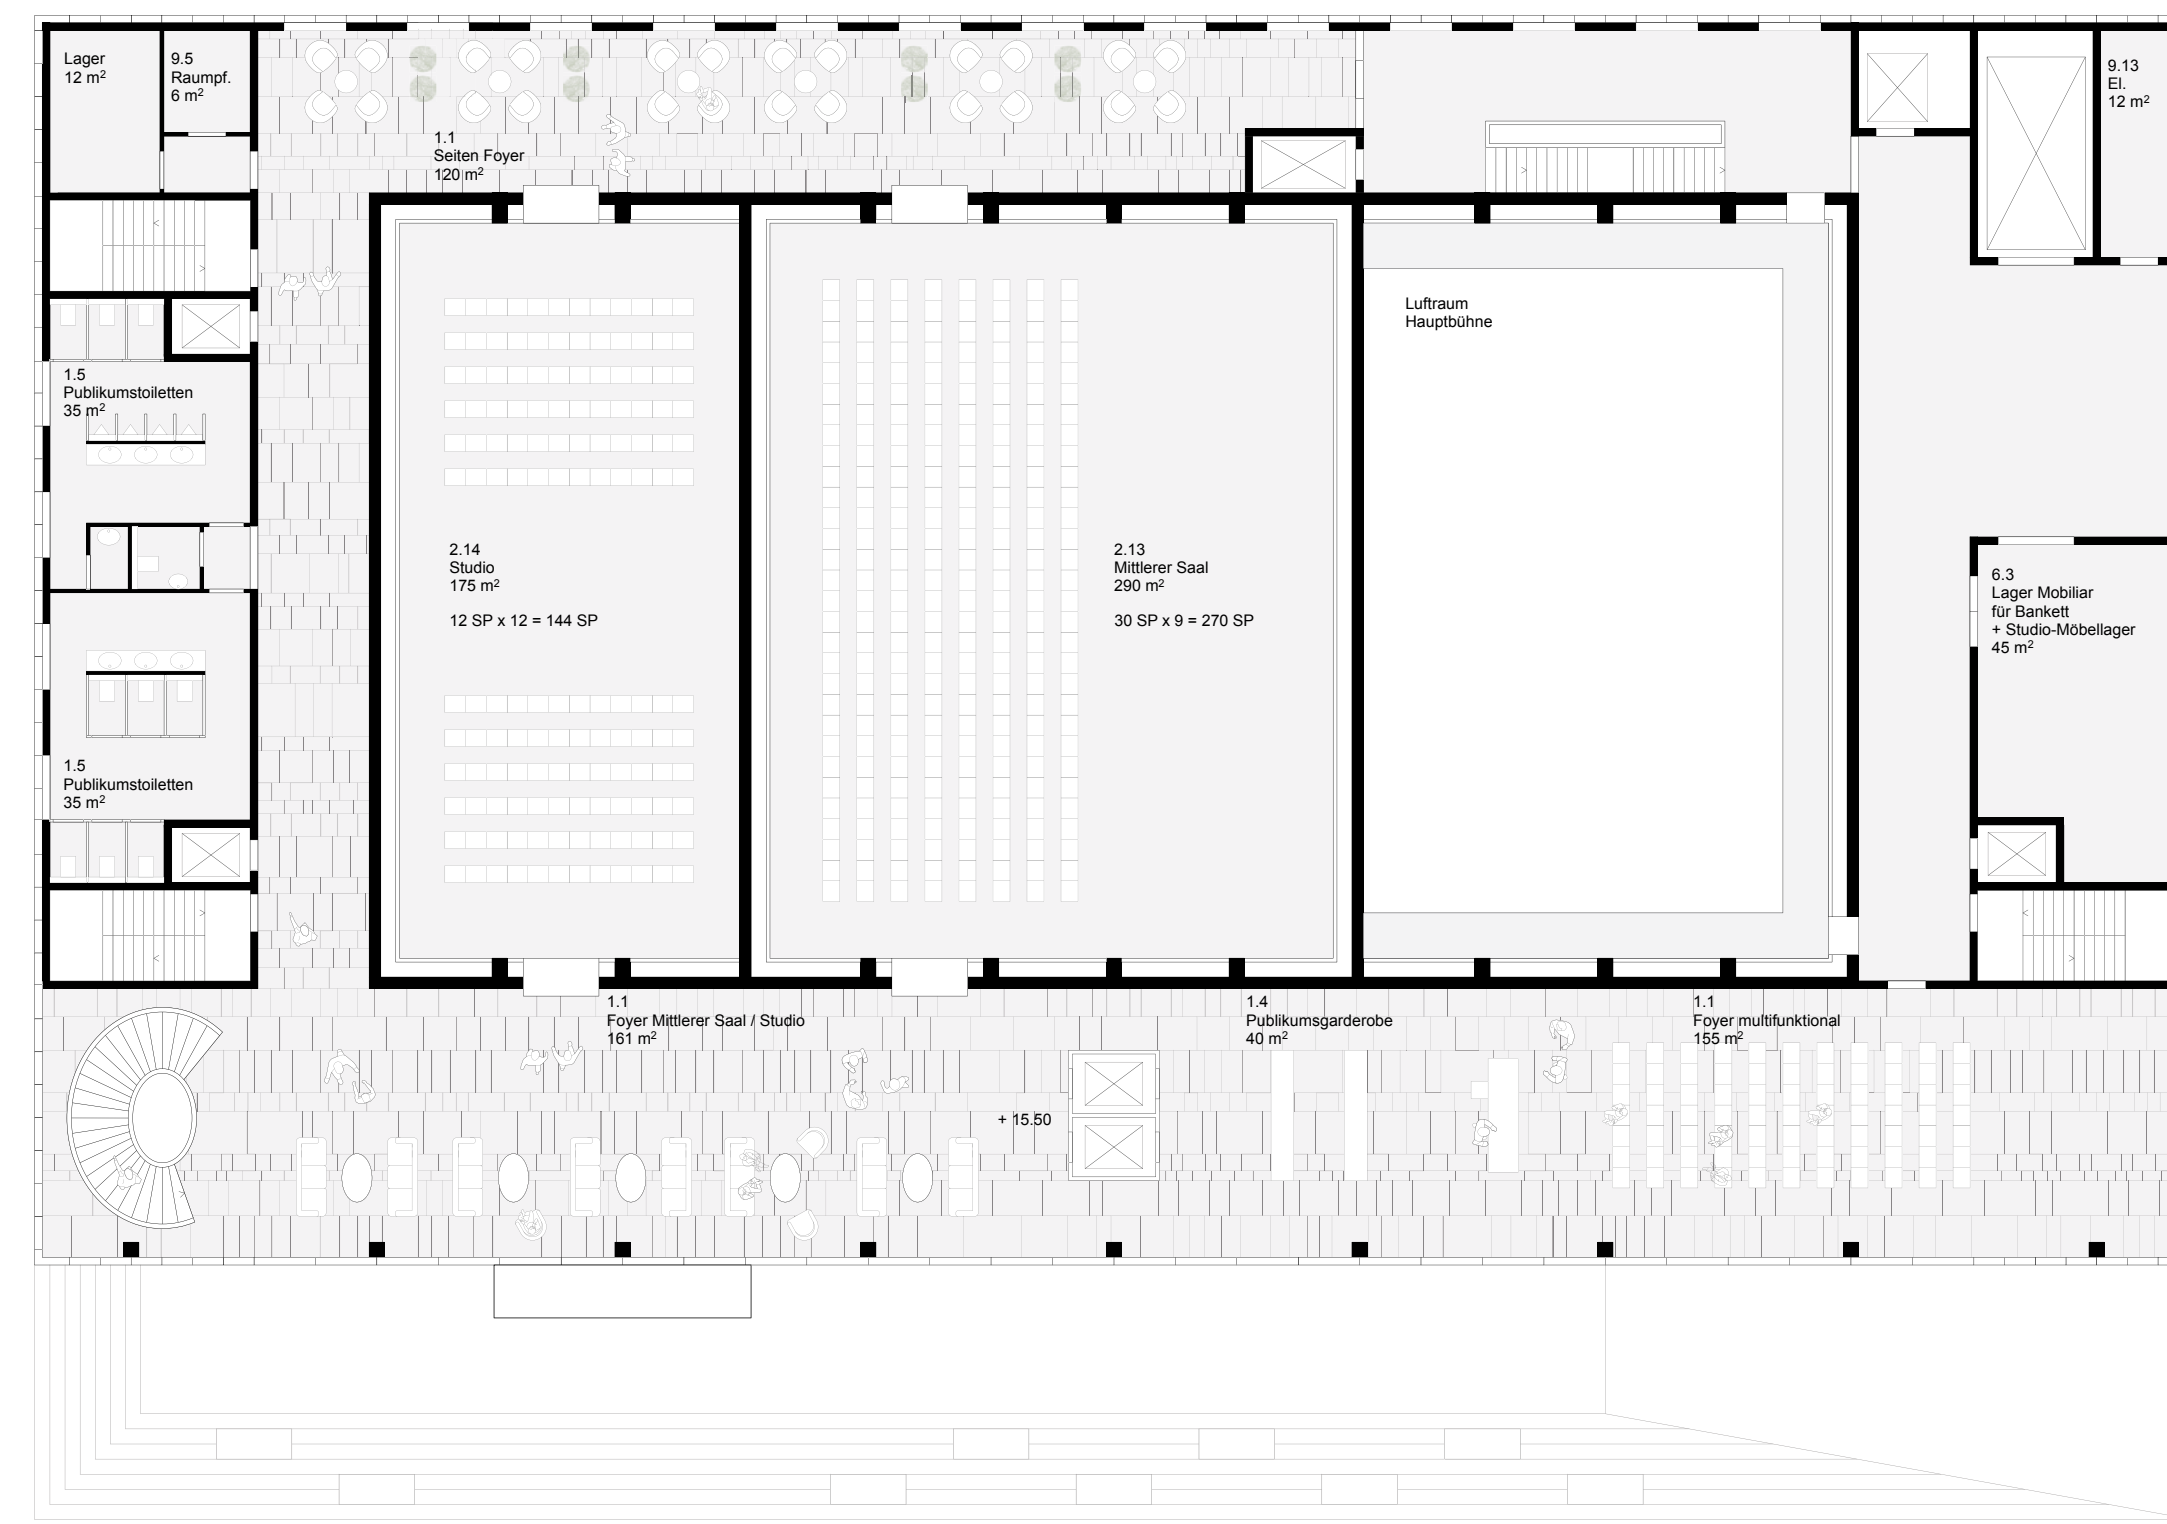 Lager
12 m²
9.5
Raumpf.
6 m²
9.13
El.
12 m²
1.1
Seiten Foyer
120 m²
Luftraum
Hauptbühne
1.5
Publikumstoiletten
35 m²
2.14
Studio
175 m²
12 SP x 12 = 144 SP
2.13
Mittlerer Saal
290 m²
30 SP x 9 = 270 SP
6.3
Lager Mobiliar
für Bankett
+ Studio-Möbellager
45 m²
1.5
Publikumstoiletten
35 m²
1.1
Foyer Mittlerer Saal / Studio
161 m²
1.4
Publikumsgarderobe
40 m²
1.1
Foyer multifunktional
155 m²
+ 15.50